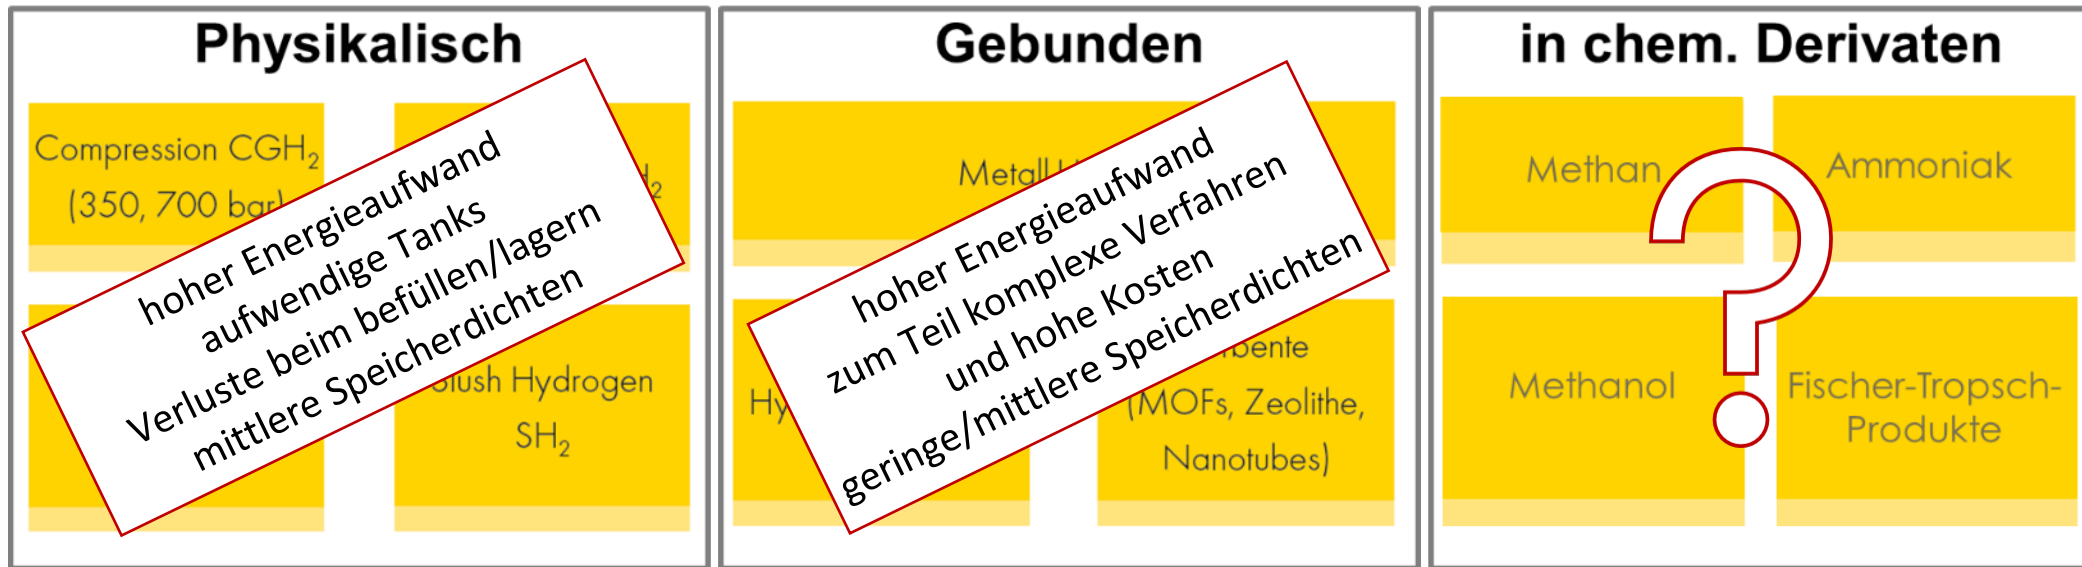 Physikalisch
Compression CGH₂
(350, 700 bar)
hoher Energieaufwand
aufwendige Tanks
Verluste beim befüllen/lagern
mittlere Speicherdichten
Slush Hydrogen
SH₂
Gebunden
Metall
hoher Energieaufwand
zum Teil komplexe Verfahren
und hohe Kosten
geringe/mittlere Speicherdichten
(MOFs, Zeolithe,
Nanotubes)
in chem. Derivaten
Methan
Ammoniak
?
Methanol
Fischer-Tropsch-
Produkte